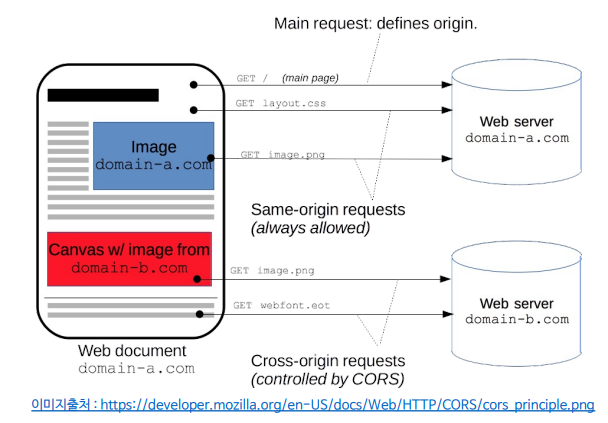 Main request: defines origin.
GET / (main page)
GET layout.css
Web server
domain-a.com
Image
domain-a.com
GET image.png
Same-origin requests
(always allowed)
Canvas w/ image from
domain-b.com
GET image.png
Web server
domain-b.com
GET webfont.eot
Web document
domain-a.com
Cross-origin requests
(controlled by CORS)
이미지출처 : https://developer.mozilla.org/en-US/docs/Web/HTTP/CORS/cors_principle.png